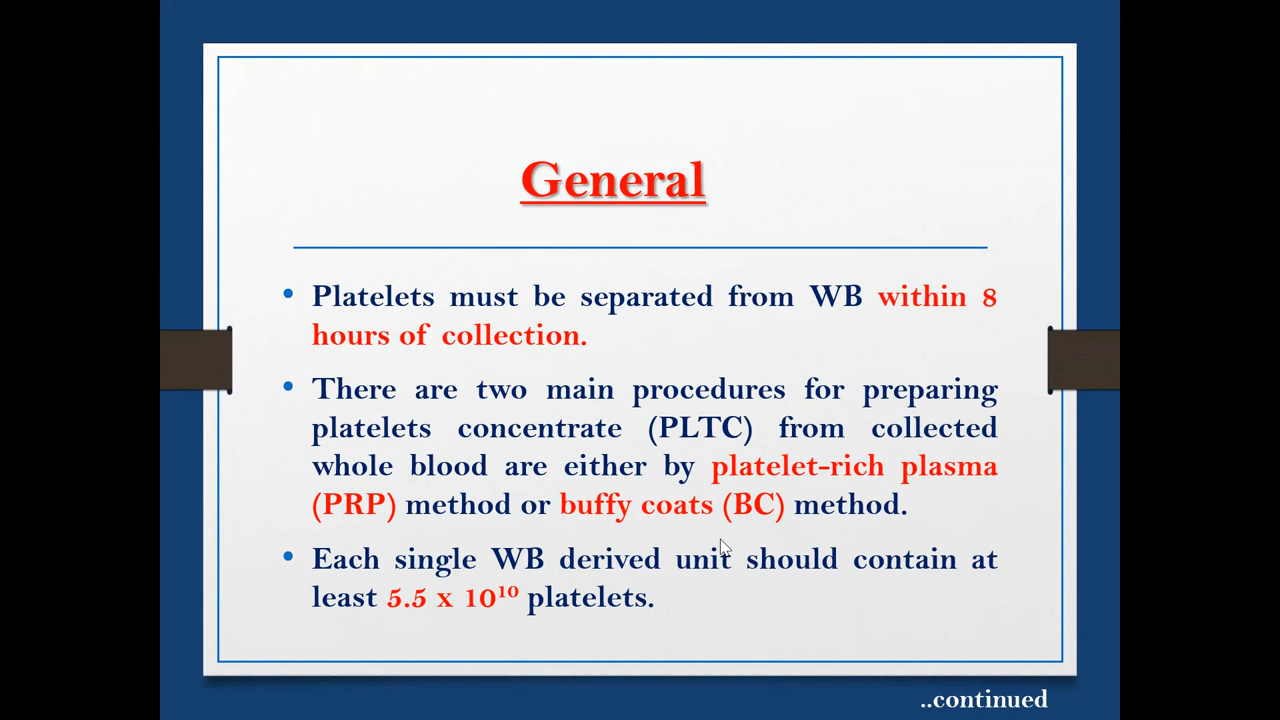 General
• Platelets must be separated from WB within 8
hours of collection.
• There are two main procedures for preparing
platelets concentrate (PLTC) from collected
whole blood are either by platelet-rich plasma
(PRP) method or buffy coats (BC) method.
• Each single WB derived unit should contain at
least 5.5 x 10¹⁰ platelets.
..continued